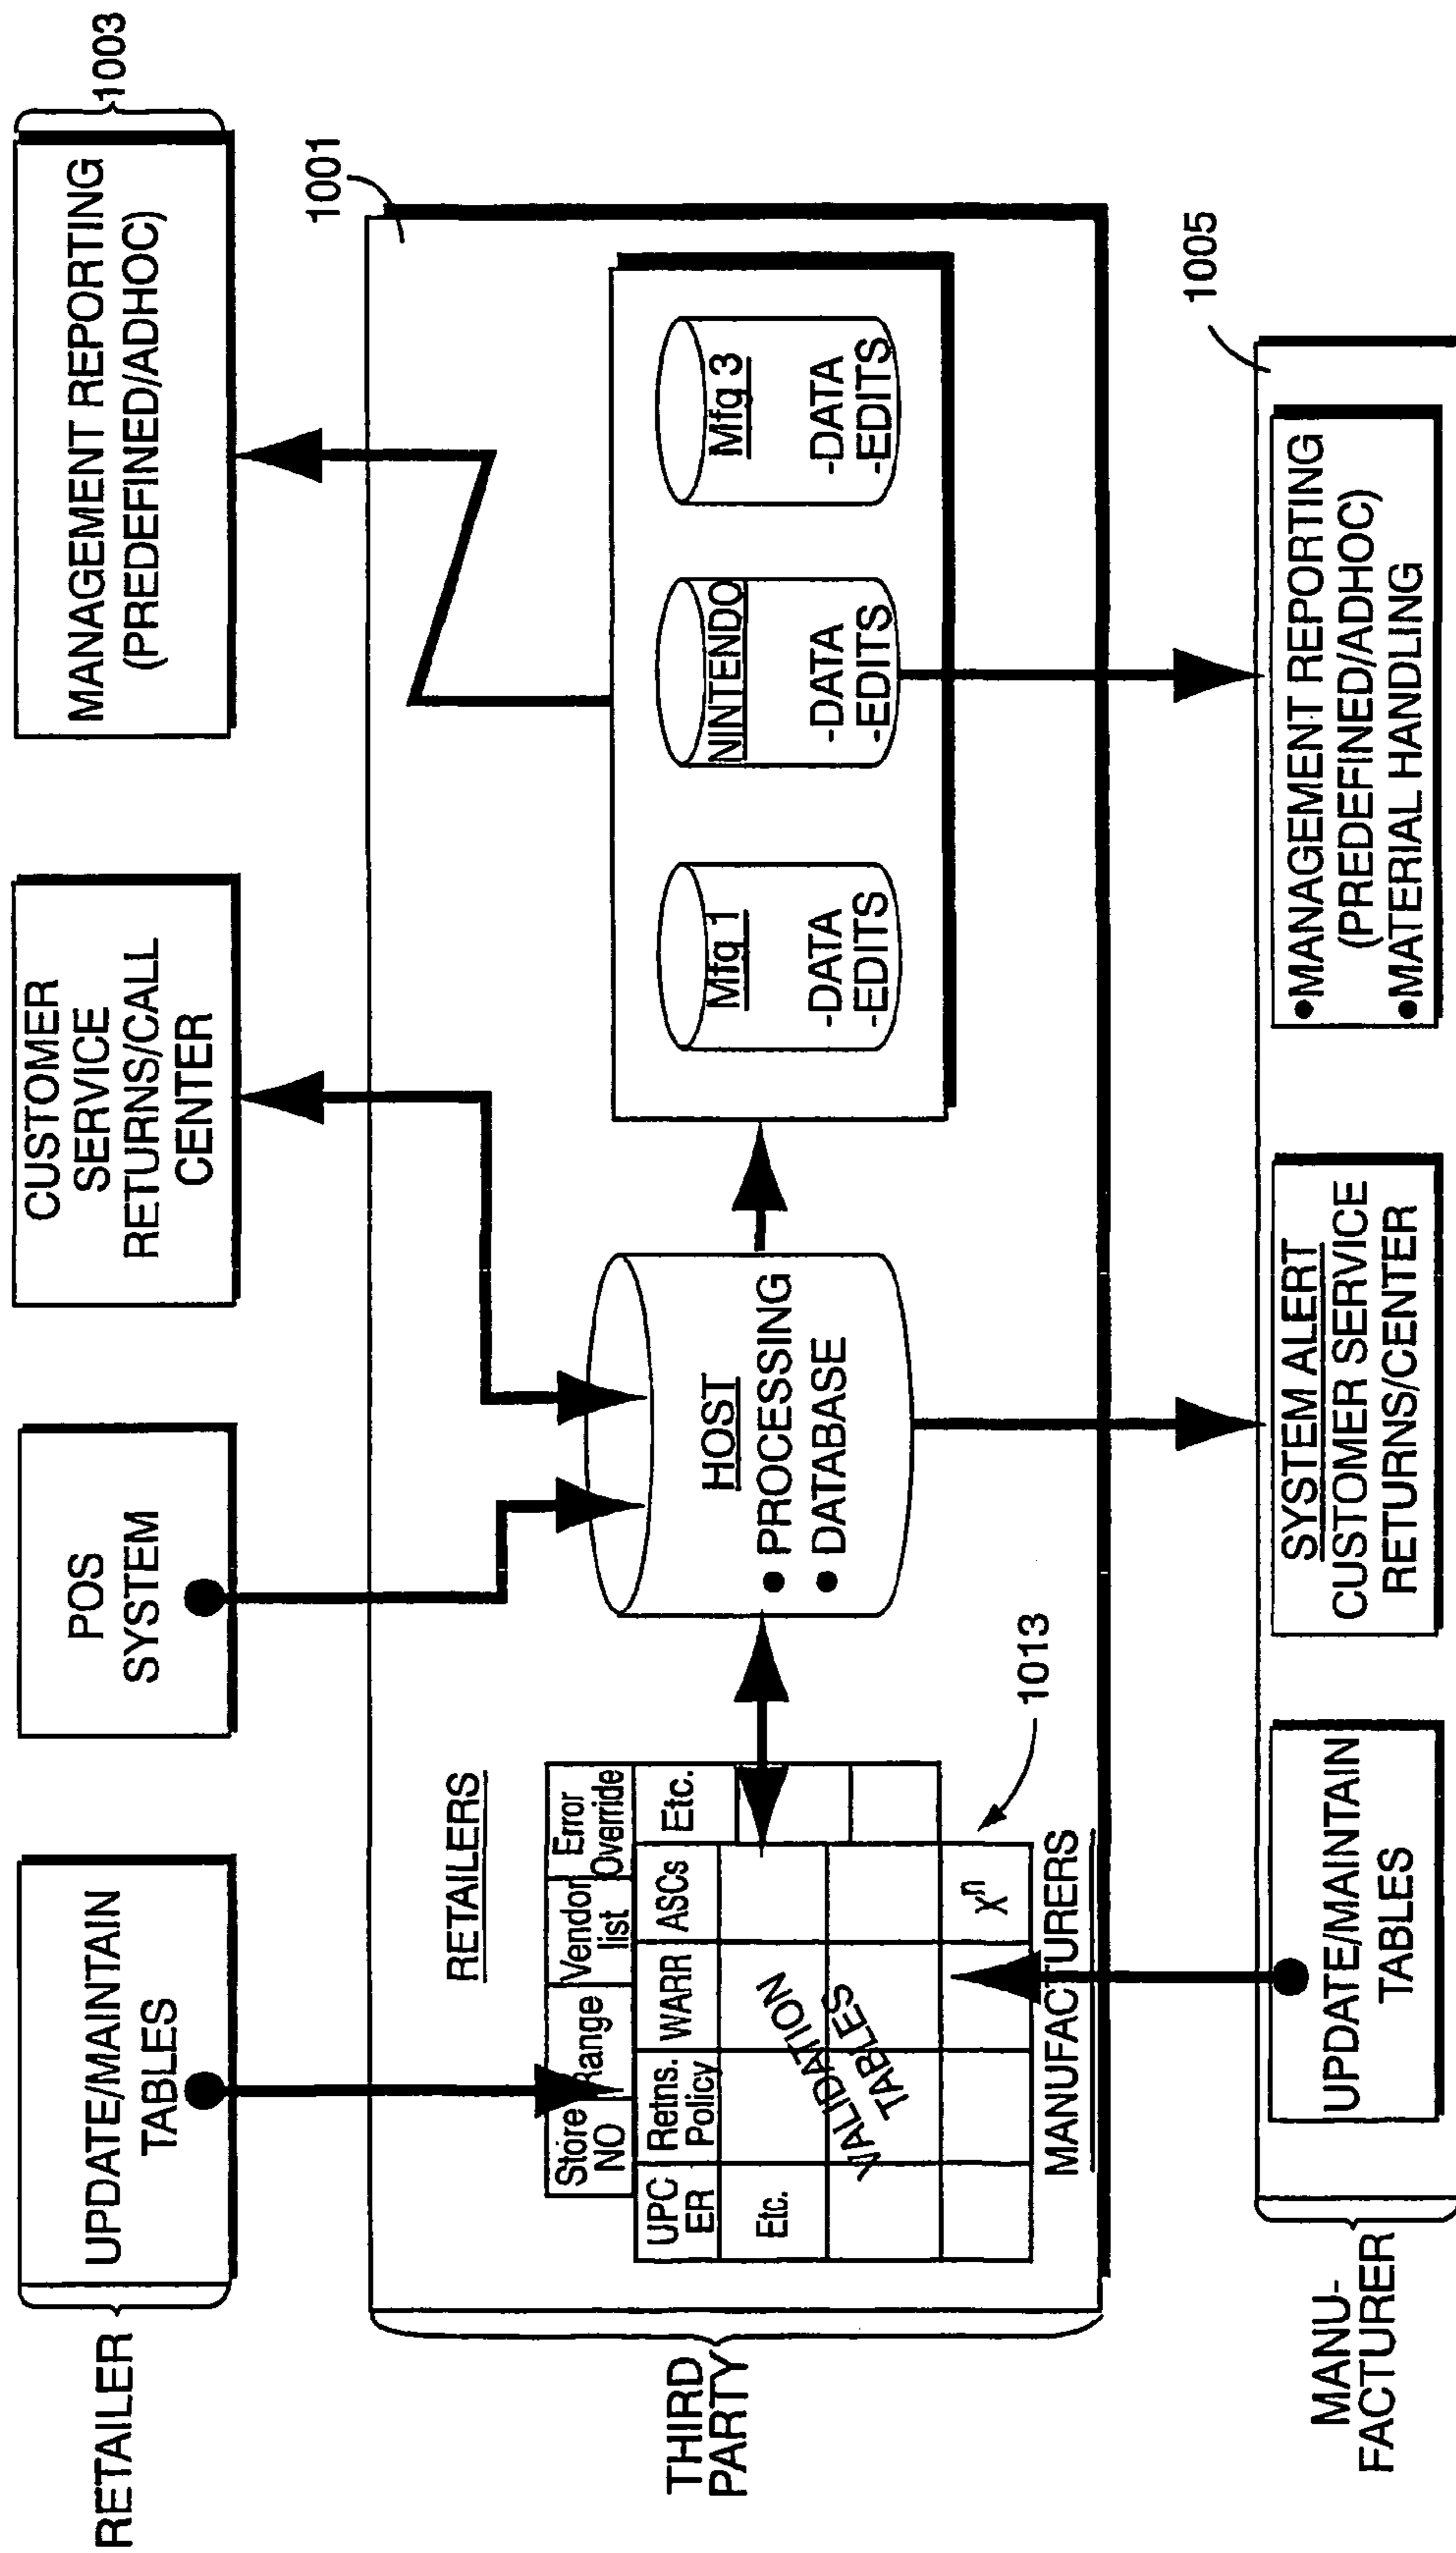 RETAILER
UPDATE/MAINTAIN
TABLES
POS
SYSTEM
CUSTOMER
SERVICE
RETURNS/CALL
CENTER
MANAGEMENT REPORTING
(PREDEFINED/ADHOC)
1003
THIRD
PARTY
1001
RETAILERS
Store
NO
Range
Vendor
list
Error
Override
UPC
ER
Retns.
Policy
WARR
ASCs
Etc.
Etc.
VALIDATION
TABLES
Xⁿ
MANUFACTURERS
1013
HOST
• PROCESSING
• DATABASE
Mfg 1
-DATA
-EDITS
NINTENDO
-DATA
-EDITS
Mfg 3
-DATA
-EDITS
MANU-
FACTURER
1005
UPDATE/MAINTAIN
TABLES
SYSTEM ALERT
CUSTOMER SERVICE
RETURNS/CENTER
•MANAGEMENT REPORTING
(PREDEFINED/ADHOC)
•MATERIAL HANDLING